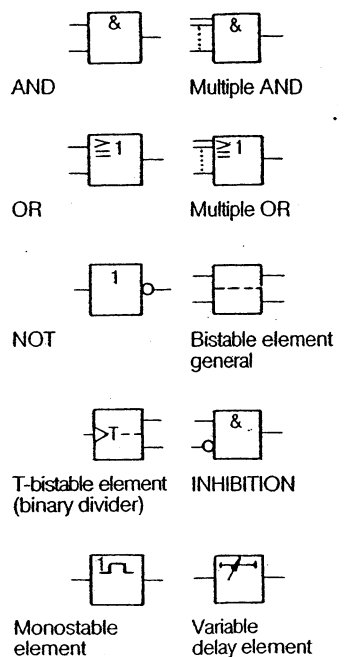 & &
AND Multiple AND
≥1 ≥1
OR Multiple OR
1
NOT Bistable element
general
T &
T-bistable element INHIBITION
(binary divider)
1
Monostable Variable
element delay element